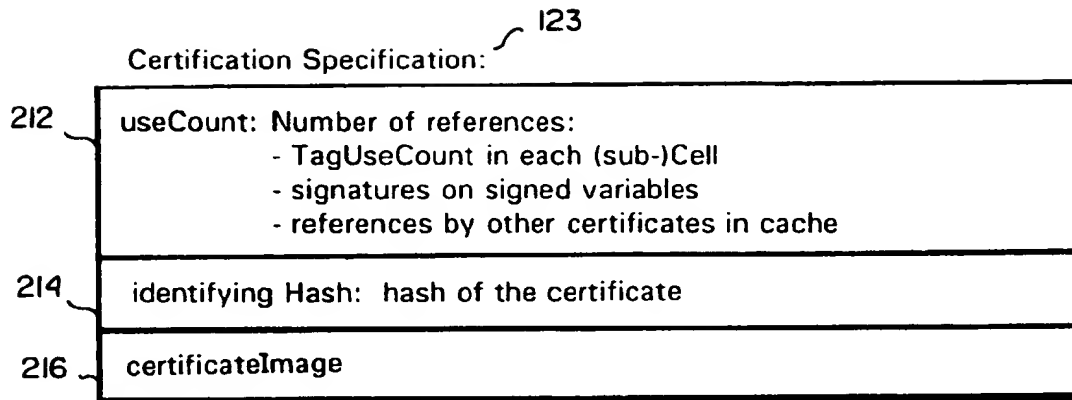 123
Certification Specification:
212
useCount: Number of references:
- TagUseCount in each (sub-)Cell
- signatures on signed variables
- references by other certificates in cache
214
identifying Hash: hash of the certificate
216
certificateImage